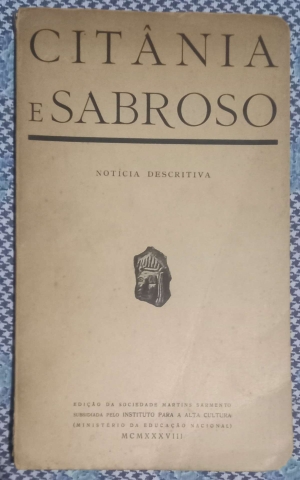 CITÂNIA
E SABROSO
NOTÍCIA DESCRITIVA
EDIÇÃO DA SOCIEDADE MARTINS SARMENTO
SUBSIDIADA PELO INSTITUTO PARA A ALTA CULTURA
(MINISTÉRIO DA EDUCAÇÃO NACIONAL)
MCMXXXVIII